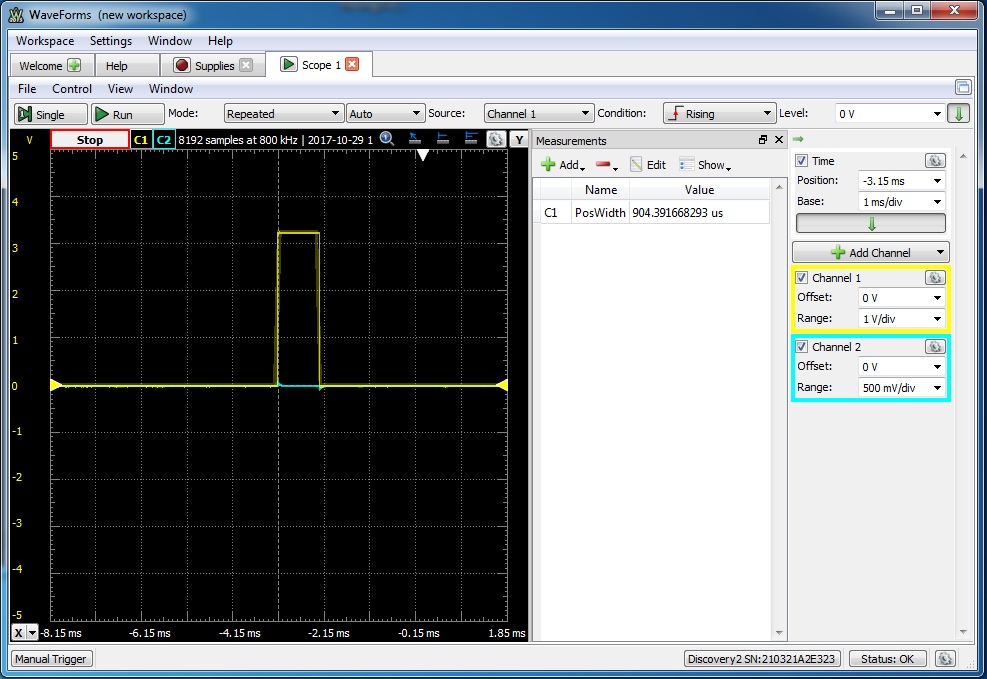 WaveForms (new workspace)
Workspace Settings Window Help
Welcome Help Supplies Scope 1
File Control View Window
Single Run Mode: Repeated Auto Source: Channel 1 Condition: Rising Level: 0 V
V Stop C1 C2 8192 samples at 800 kHz | 2017-10-29 1 Y
Measurements
Add Edit Show
Name Value
C1 PosWidth 904.391668293 us
5
4
3
2
1
0
-1
-2
-3
-4
-5
X -8.15 ms -6.15 ms -4.15 ms -2.15 ms -0.15 ms 1.85 ms
Time
Position: -3.15 ms
Base: 1 ms/div
Add Channel
Channel 1
Offset: 0 V
Range: 1 V/div
Channel 2
Offset: 0 V
Range: 500 mV/div
Manual Trigger Discovery2 SN:210321A2E323 Status: OK